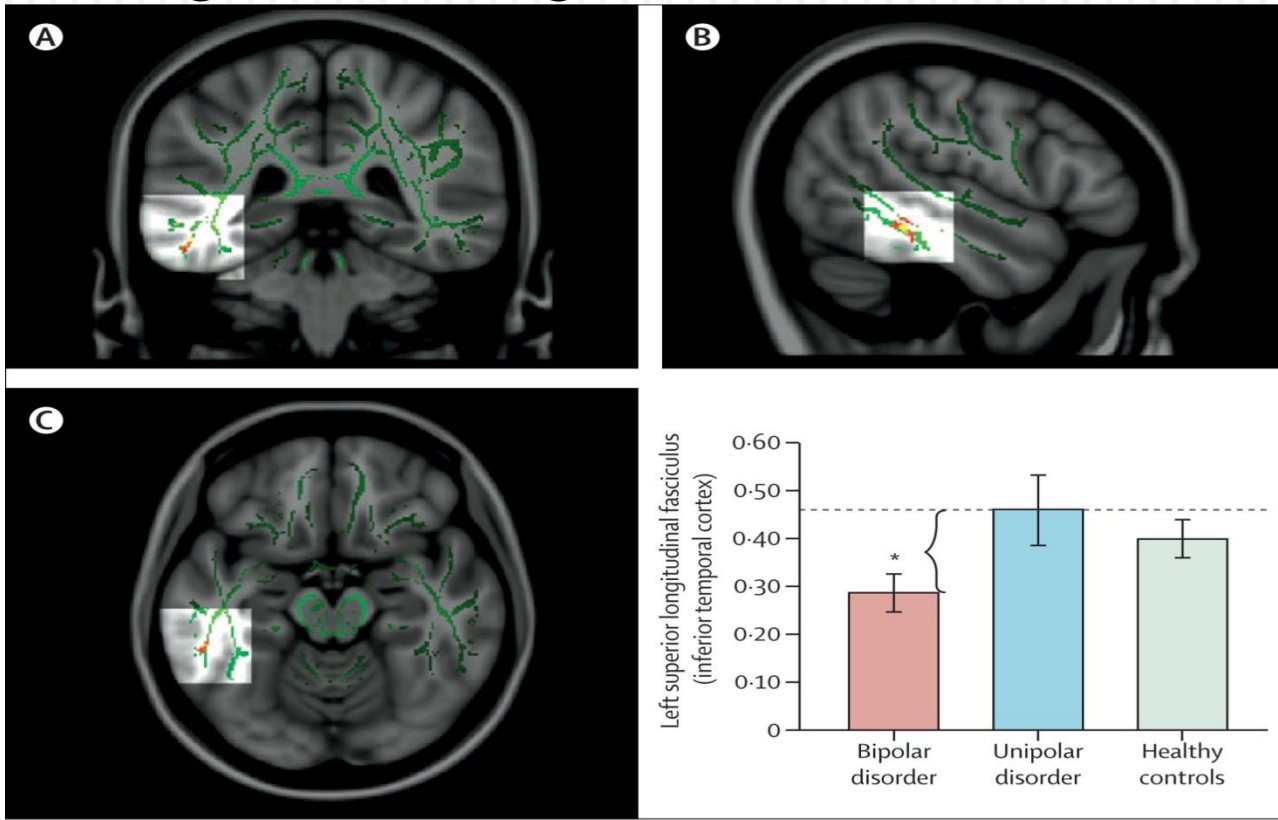 A
B
C
Left superior longitudinal fasciculus
(inferior temporal cortex)
0·60
0·50
0·40
0·30
0·20
0·10
0
*
Bipolar
disorder
Unipolar
disorder
Healthy
controls